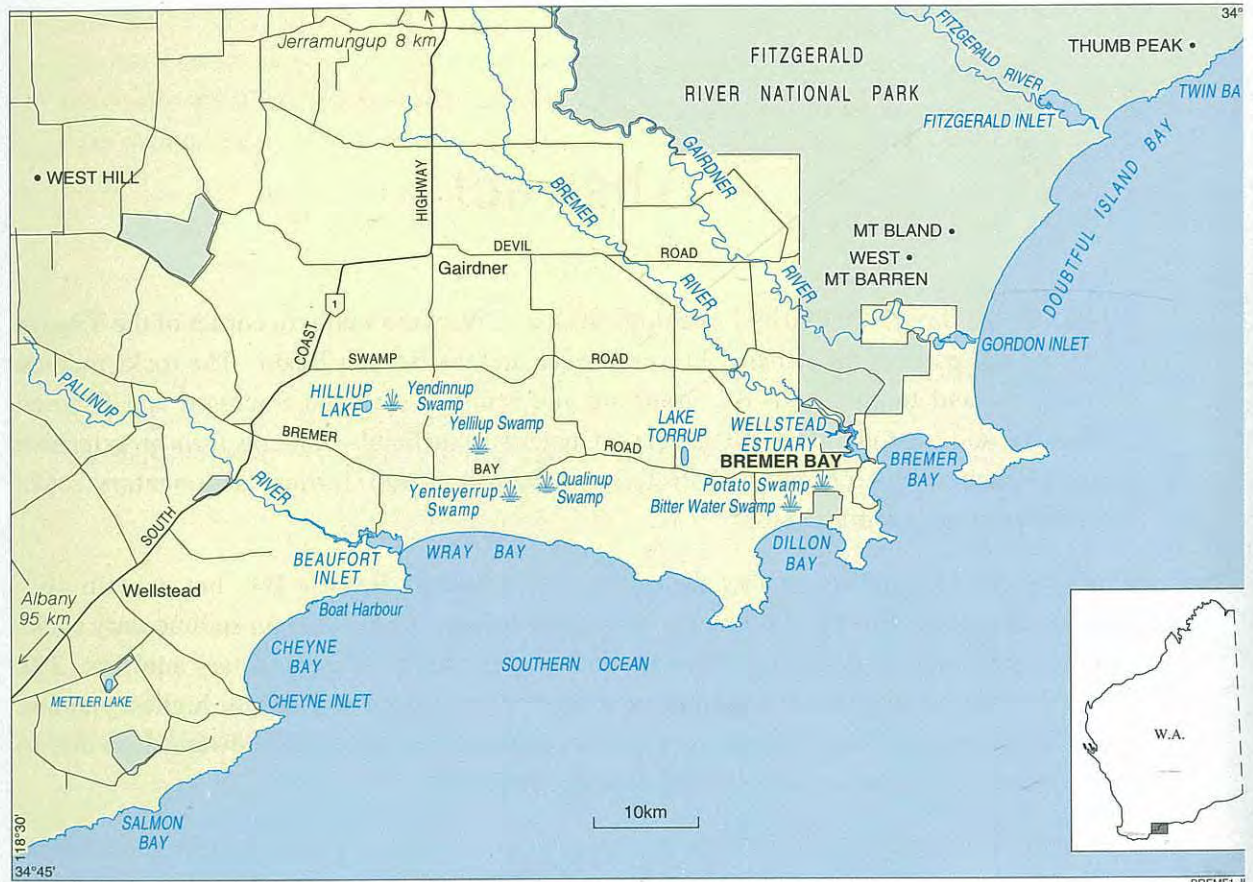 34°
Jerramungup 8 km
THUMB PEAK
FITZGERALD
RIVER NATIONAL PARK
FITZGERALD RIVER
TWIN BA
FITZGERALD INLET
GAIRDNER
WEST HILL
HIGHWAY
BREMER
DOUBTFUL ISLAND BAY
MT BLAND
DEVIL
ROAD
WEST
MT BARREN
Gairdner
RIVER
RIVER
1
COAST
GORDON INLET
SWAMP
ROAD
PALLINUP
HILLIUP
LAKE
Yendinnup
Swamp
LAKE
TORRUP
WELLSTEAD
ESTUARY
BREMER
Yellilup Swamp
ROAD
BREMER BAY
BREMER
BAY
BAY
RIVER
Qualinup
Swamp
Potato Swamp
Yenteyerrup
Swamp
Bitter Water Swamp
SOUTH
WRAY BAY
DILLON
BAY
BEAUFORT
INLET
Wellstead
Albany
95 km
Boat Harbour
CHEYNE
BAY
SOUTHERN OCEAN
METTLER LAKE
CHEYNE INLET
W.A.
10km
118°30'
SALMON
BAY
34°45'